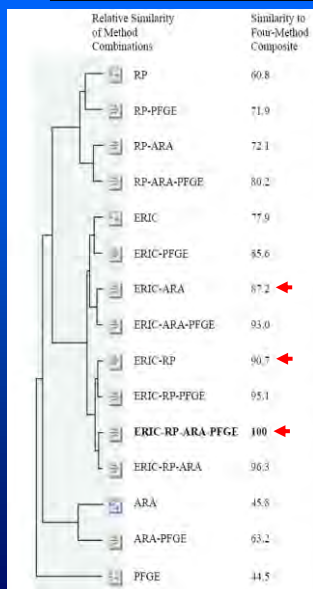 Relative Similarity Similarity to
of Method Four-Method
Combinations Composite
RP 60.8
RP-PFGE 71.9
RP-ARA 72.1
RP-ARA-PFGE 80.2
ERIC 77.9
ERIC-PFGE 85.6
ERIC-ARA 87.2
ERIC-ARA-PFGE 93.0
ERIC-RP 90.7
ERIC-RP-PFGE 95.1
ERIC-RP-ARA-PFGE 100
ERIC-RP-ARA 96.3
ARA 45.8
ARA-PFGE 63.2
PFGE 44.5